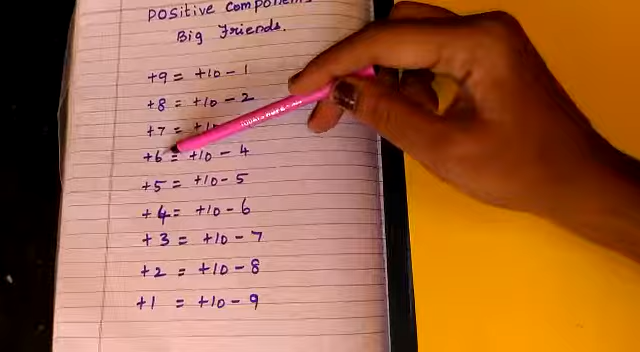 Positive
Big Friends.
+9 = +10 - 1
+8 = +10 - 2
+7 = +10
+6 = +10 - 4
+5 = +10 - 5
+4 = +10 - 6
+3 = +10 - 7
+2 = +10 - 8
+1 = +10 - 9